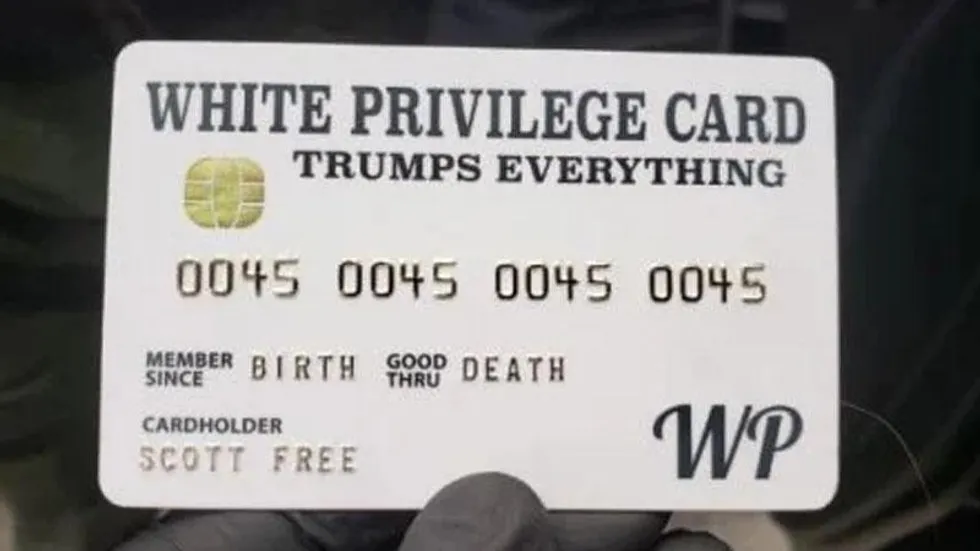 WHITE PRIVILEGE CARD
TRUMPS EVERYTHING
0045 0045 0045 0045
MEMBER SINCE BIRTH GOOD THRU DEATH
CARDHOLDER
SCOTT FREE
WP